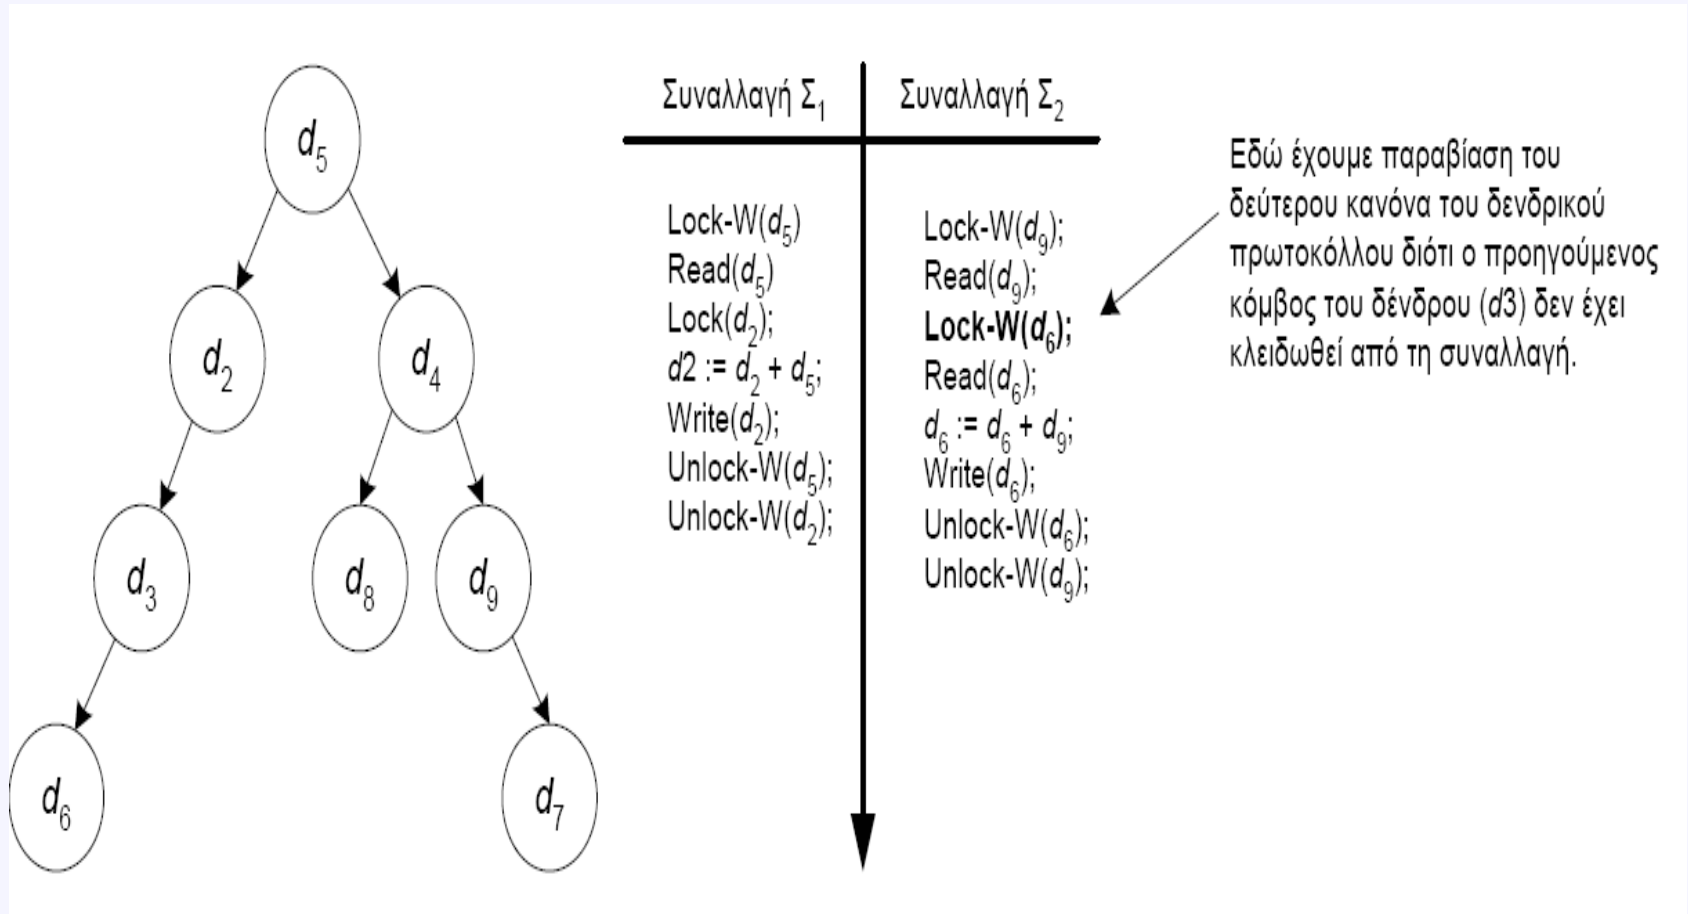 d5
d2
d4
d3
d8
d9
d6
d7
Συναλλαγή Σ1
Lock-W(d5)
Read(d5)
Lock(d2);
d2 := d2 + d5;
Write(d2);
Unlock-W(d5);
Unlock-W(d2);
Συναλλαγή Σ2
Lock-W(d9);
Read(d9);
Lock-W(d6);
Read(d6);
d6 := d6 + d9;
Write(d6);
Unlock-W(d6);
Unlock-W(d9);
Εδώ έχουμε παραβίαση του
δεύτερου κανόνα του δενδρικού
πρωτοκόλλου διότι ο προηγούμενος
κόμβος του δένδρου (d3) δεν έχει
κλειδωθεί από τη συναλλαγή.